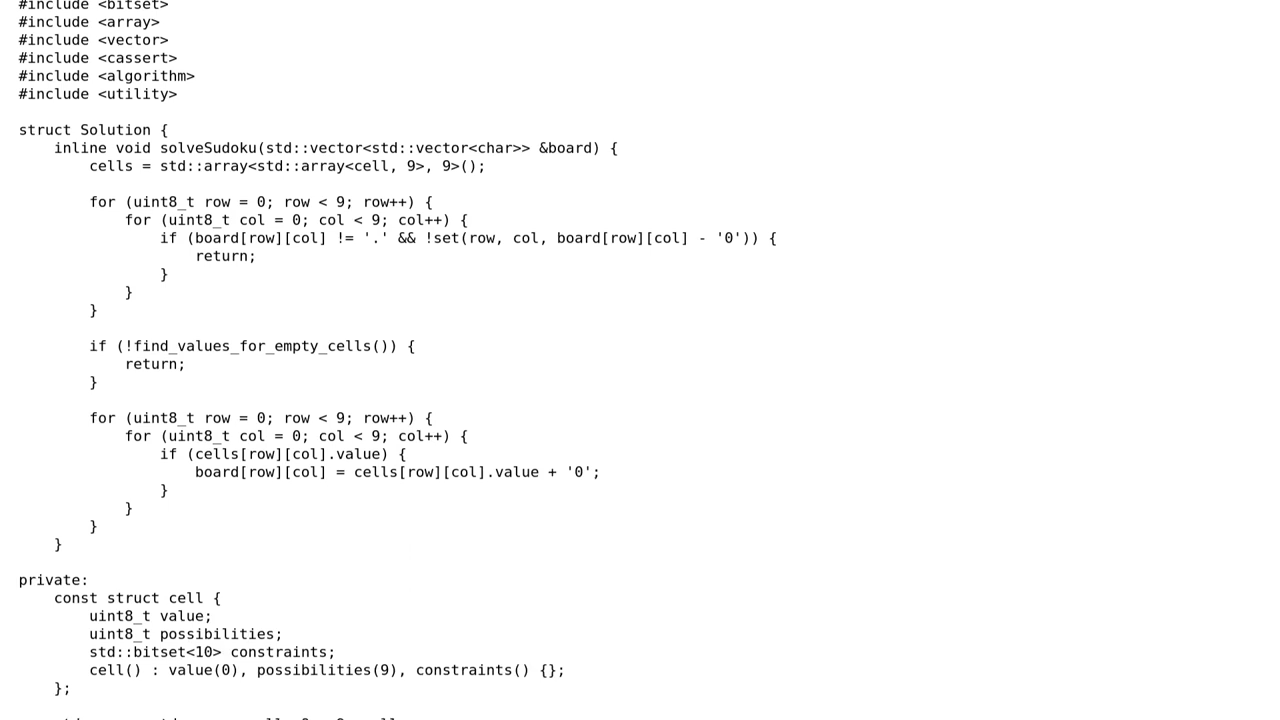 #include <bitset>
#include <array>
#include <vector>
#include <cassert>
#include <algorithm>
#include <utility>

struct Solution {
    inline void solveSudoku(std::vector<std::vector<char>> &board) {
        cells = std::array<std::array<cell, 9>, 9>();

        for (uint8_t row = 0; row < 9; row++) {
            for (uint8_t col = 0; col < 9; col++) {
                if (board[row][col] != '.' && !set(row, col, board[row][col] - '0')) {
                    return;
                }
            }
        }

        if (!find_values_for_empty_cells()) {
            return;
        }

        for (uint8_t row = 0; row < 9; row++) {
            for (uint8_t col = 0; col < 9; col++) {
                if (cells[row][col].value) {
                    board[row][col] = cells[row][col].value + '0';
                }
            }
        }
    }

private:
    const struct cell {
        uint8_t value;
        uint8_t possibilities;
        std::bitset<10> constraints;
        cell() : value(0), possibilities(9), constraints() {};
    };